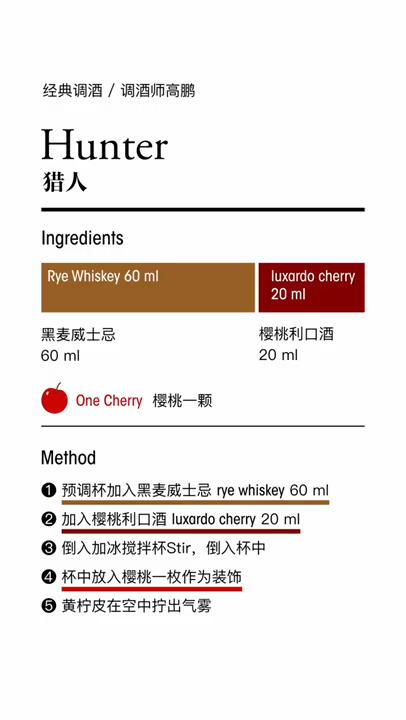 经典调酒 / 调酒师高鹏
Hunter
猎人
Ingredients
Rye Whiskey 60 ml
luxardo cherry
20 ml
黑麦威士忌
60 ml
樱桃利口酒
20 ml
One Cherry 樱桃一颗
Method
1 预调杯加入黑麦威士忌 rye whiskey 60 ml
2 加入樱桃利口酒 luxardo cherry 20 ml
3 倒入加冰搅拌杯Stir，倒入杯中
4 杯中放入樱桃一枚作为装饰
5 黄柠皮在空中拧出气雾